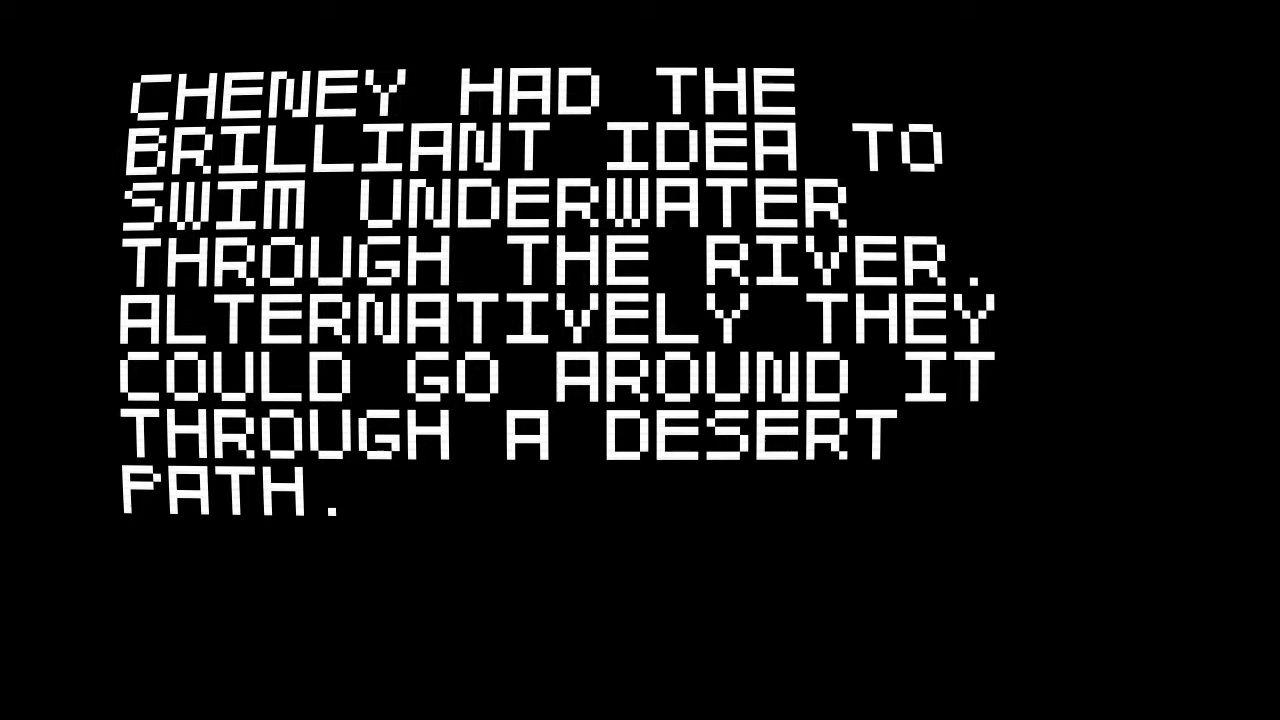 CHENEY HAD THE
BRILLIANT IDEA TO
SWIM UNDERWATER
THROUGH THE RIVER.
ALTERNATIVELY THEY
COULD GO AROUND IT
THROUGH A DESERT
PATH.